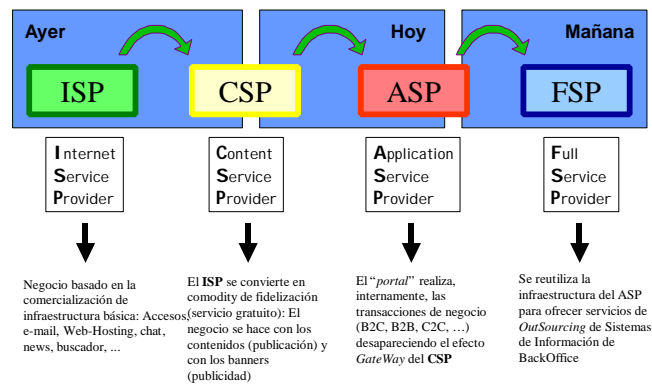 Ayer
Hoy
Mañana
ISP
CSP
ASP
FSP
Internet
Service
Provider
Content
Service
Provider
Application
Service
Provider
Full
Service
Provider
Negocio basado en la
comercialización de
infraestructura básica: Accesos,
e-mail, Web-Hosting, chat,
news, buscador, ...
El ISP se convierte en
comodity de fidelización
(servicio gratuito): El
negocio se hace con los
contenidos (publicación) y
con los banners
(publicidad)
El “portal” realiza,
internamente, las
transacciones de negocio
(B2C, B2B, C2C, …)
desapareciendo el efecto
GateWay del CSP
Se reutiliza la
infraestructura del ASP
para ofrecer servicios de
OutSourcing de Sistemas
de Información de
BackOffice